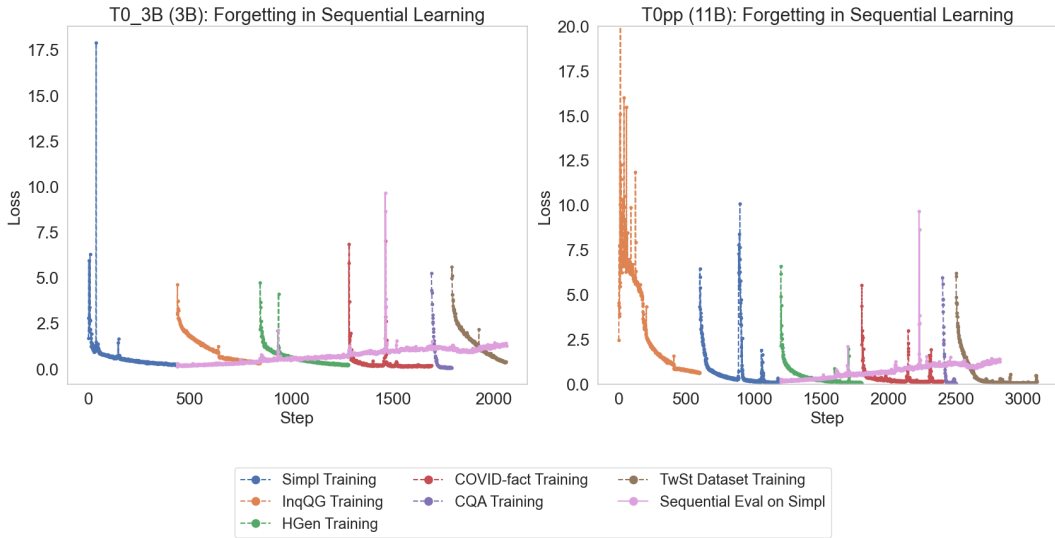 T0_3B (3B): Forgetting in Sequential Learning
17.5
15.0
12.5
10.0
7.5
5.0
2.5
0.0
Loss
0 500 1000 1500 2000
Step
T0pp (11B): Forgetting in Sequential Learning
20.0
17.5
15.0
12.5
10.0
7.5
5.0
2.5
0.0
Loss
0 500 1000 1500 2000 2500 3000
Step
Simpl Training
InqQG Training
HGen Training
COVID-fact Training
CQA Training
TwSt Dataset Training
Sequential Eval on Simpl